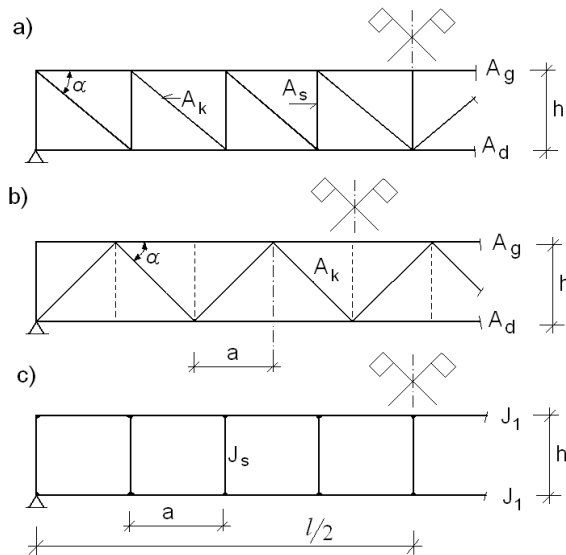 a)
α
A_k
A_s
A_g
h
A_d
b)
α
A_k
A_g
h
A_d
a
c)
J_s
J_1
h
J_1
a
l/2